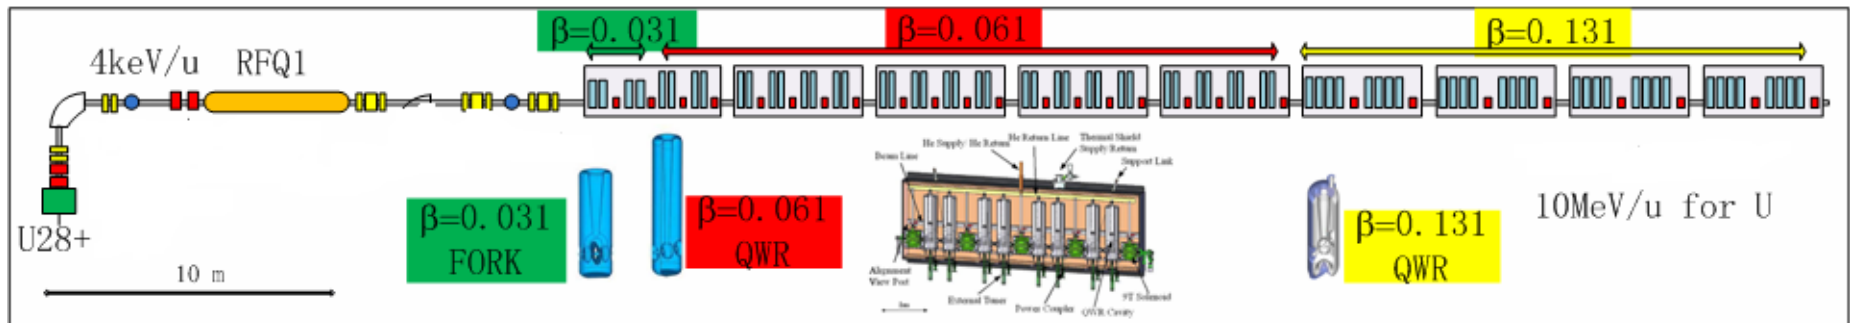 β=0.031
β=0.061
β=0.131
4keV/u RFQ1
He Supply/ He Return
He Return Line
Thermal Shield
Supply Return
Beam Line
Support Link
β=0.031
FORK
β=0.061
QWR
β=0.131
QWR
10MeV/u for U
U28+
10 m
Alignment
View Port
External Tuner
Power Coupler
QWR Cavity
9T Solenoid